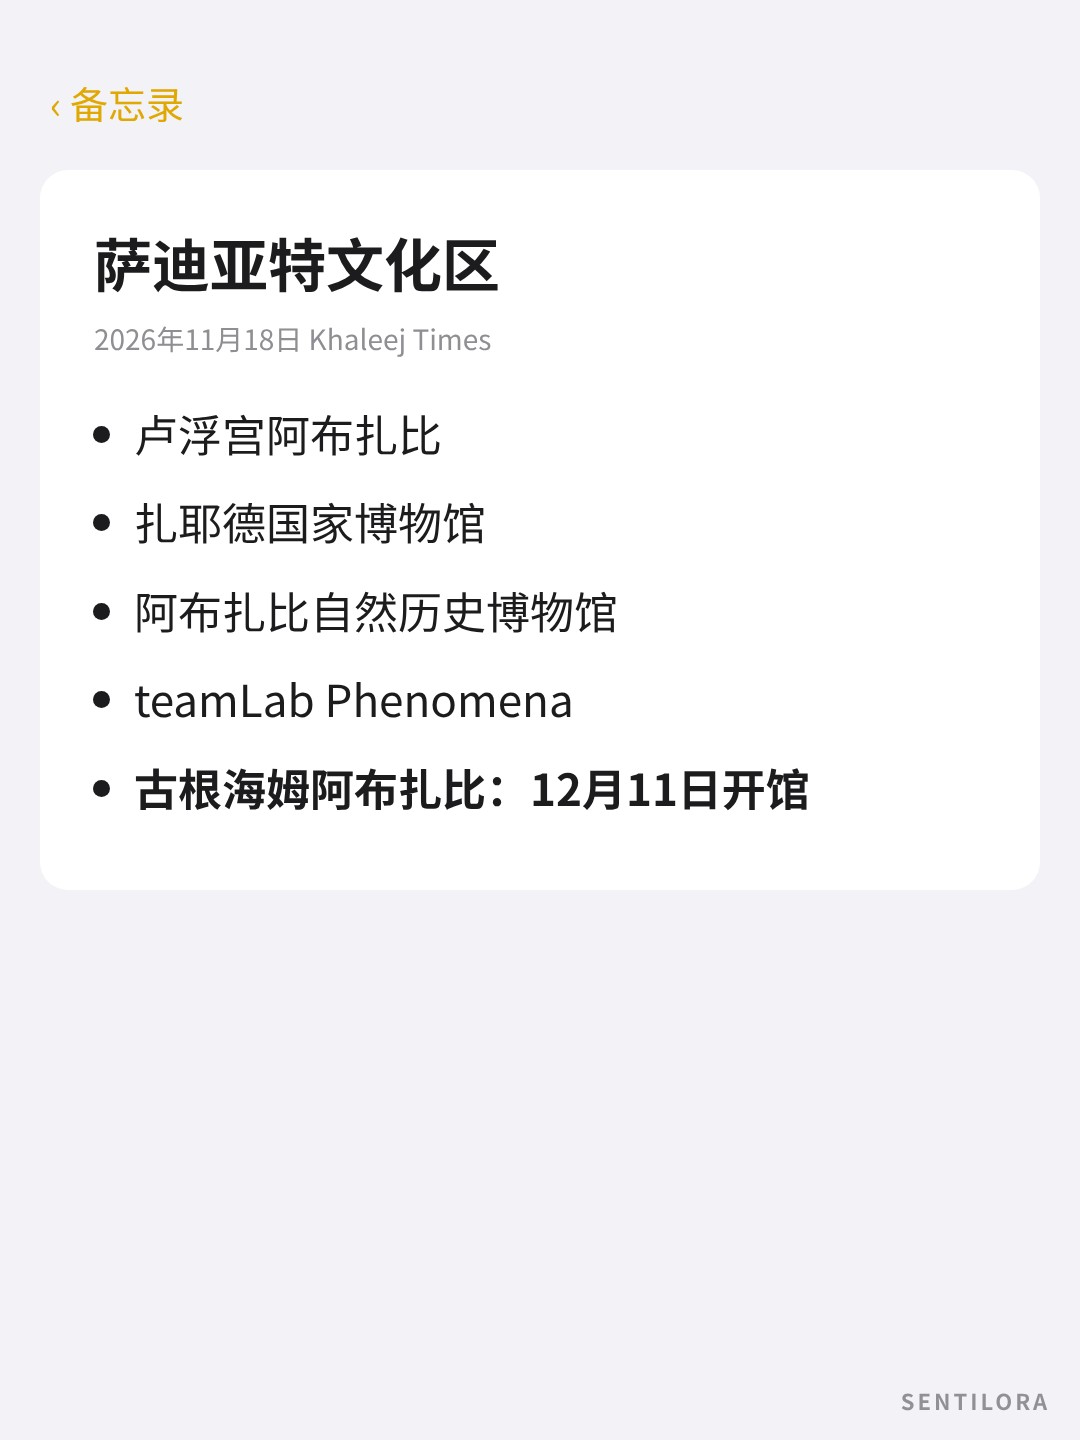 ‹ 备忘录
萨迪亚特文化区
2026年11月18日 Khaleej Times
• 卢浮宫阿布扎比
• 扎耶德国家博物馆
• 阿布扎比自然历史博物馆
• teamLab Phenomena
• 古根海姆阿布扎比：12月11日开馆
SENTILORA